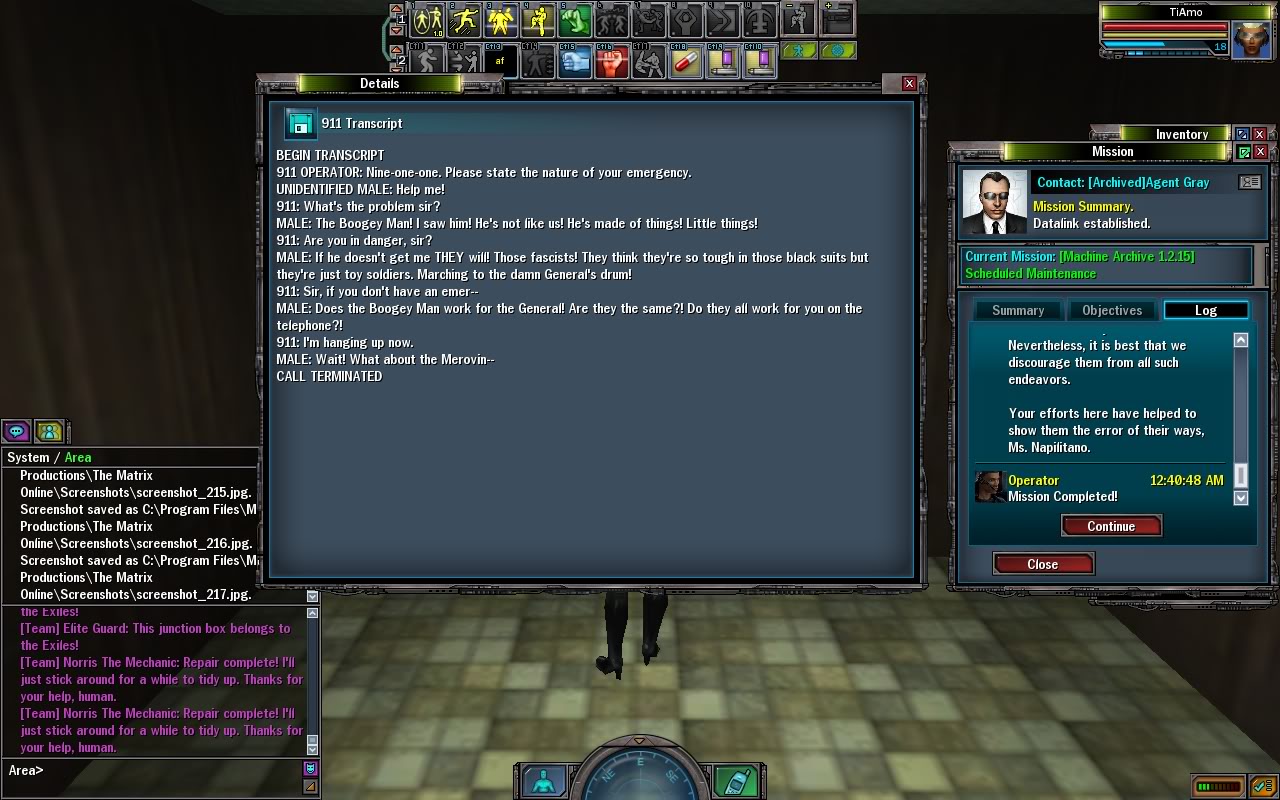 1
2
1.0
Ctrl3
af
TiAmo
18
Details
911 Transcript
BEGIN TRANSCRIPT
911 OPERATOR: Nine-one-one. Please state the nature of your emergency.
UNIDENTIFIED MALE: Help me!
911: What's the problem sir?
MALE: The Boogey Man! I saw him! He's not like us! He's made of things! Little things!
911: Are you in danger, sir?
MALE: If he doesn't get me THEY will! Those fascists! They think they're so tough in those black suits but
they're just toy soldiers. Marching to the damn General's drum!
911: Sir, if you don't have an emer--
MALE: Does the Boogey Man work for the General! Are they the same?! Do they all work for you on the
telephone?!
911: I'm hanging up now.
MALE: Wait! What about the Merovin--
CALL TERMINATED
Inventory
Mission
Contact: [Archived]Agent Gray
Mission Summary.
Datalink established.
Current Mission: [Machine Archive 1.2.15]
Scheduled Maintenance
Summary
Objectives
Log
Nevertheless, it is best that we
discourage them from all such
endeavors.
Your efforts here have helped to
show them the error of their ways,
Ms. Napilitano.
Operator 12:40:48 AM
Mission Completed!
Continue
Close
System / Area
Productions\The Matrix
Online\Screenshots\screenshot_215.jpg.
Screenshot saved as C:\Program Files\M
Productions\The Matrix
Online\Screenshots\screenshot_216.jpg.
Screenshot saved as C:\Program Files\M
Productions\The Matrix
Online\Screenshots\screenshot_217.jpg.
the Exiles!
[Team] Elite Guard: This junction box belongs to
the Exiles!
[Team] Norris The Mechanic: Repair complete! I'll
just stick around for a while to tidy up. Thanks for
your help, human.
[Team] Norris The Mechanic: Repair complete! I'll
just stick around for a while to tidy up. Thanks for
your help, human.
Area>
NE
E
SE